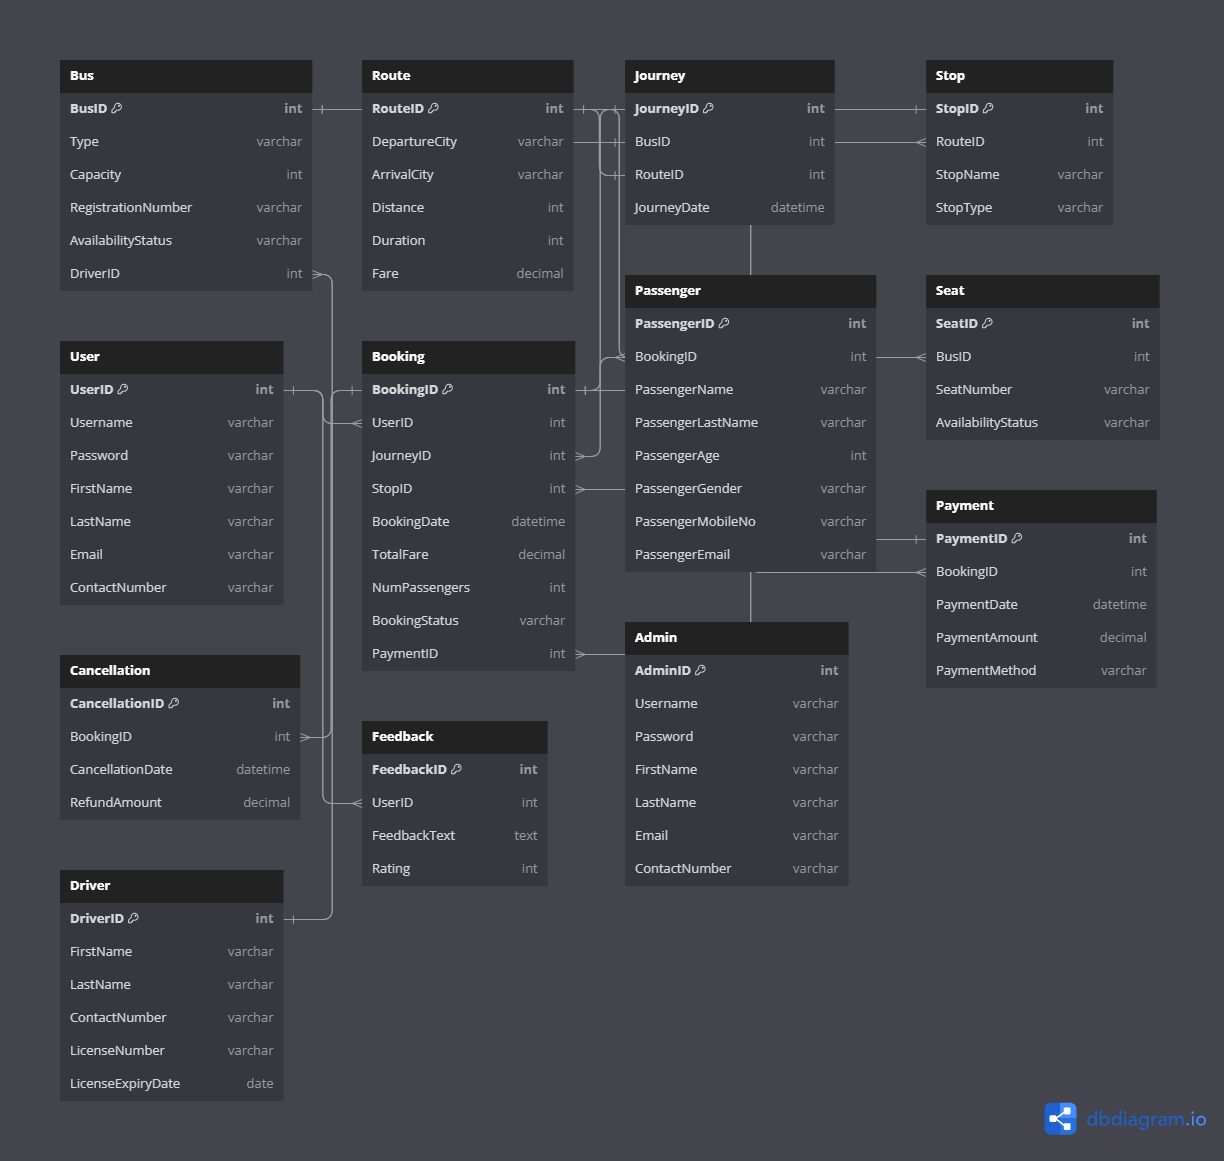 Bus
BusID int
Type varchar
Capacity int
RegistrationNumber varchar
AvailabilityStatus varchar
DriverID int
Route
RouteID int
DepartureCity varchar
ArrivalCity varchar
Distance int
Duration int
Fare decimal
Journey
JourneyID int
BusID int
RouteID int
JourneyDate datetime
Stop
StopID int
RouteID int
StopName varchar
StopType varchar
User
UserID int
Username varchar
Password varchar
FirstName varchar
LastName varchar
Email varchar
ContactNumber varchar
Booking
BookingID int
UserID int
JourneyID int
StopID int
BookingDate datetime
TotalFare decimal
NumPassengers int
BookingStatus varchar
PaymentID int
Passenger
PassengerID int
BookingID int
PassengerName varchar
PassengerLastName varchar
PassengerAge int
PassengerGender varchar
PassengerMobileNo varchar
PassengerEmail varchar
Seat
SeatID int
BusID int
SeatNumber varchar
AvailabilityStatus varchar
Payment
PaymentID int
BookingID int
PaymentDate datetime
PaymentAmount decimal
PaymentMethod varchar
Cancellation
CancellationID int
BookingID int
CancellationDate datetime
RefundAmount decimal
Feedback
FeedbackID int
UserID int
FeedbackText text
Rating int
Admin
AdminID int
Username varchar
Password varchar
FirstName varchar
LastName varchar
Email varchar
ContactNumber varchar
Driver
DriverID int
FirstName varchar
LastName varchar
ContactNumber varchar
LicenseNumber varchar
LicenseExpiryDate date
dbdiagram.io